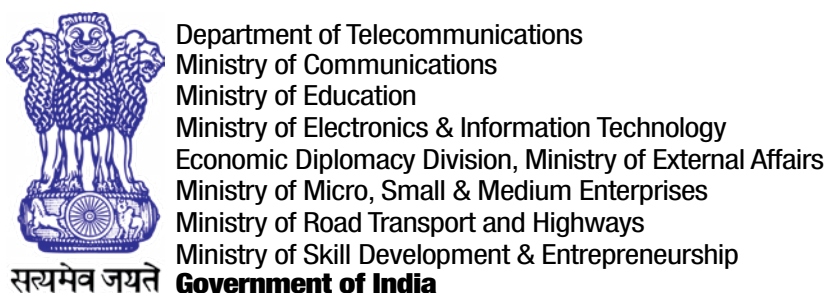 Department of Telecommunications
Ministry of Communications
Ministry of Education
Ministry of Electronics & Information Technology
Economic Diplomacy Division, Ministry of External Affairs
Ministry of Micro, Small & Medium Enterprises
Ministry of Road Transport and Highways
Ministry of Skill Development & Entrepreneurship
सत्यमेव जयते Government of India